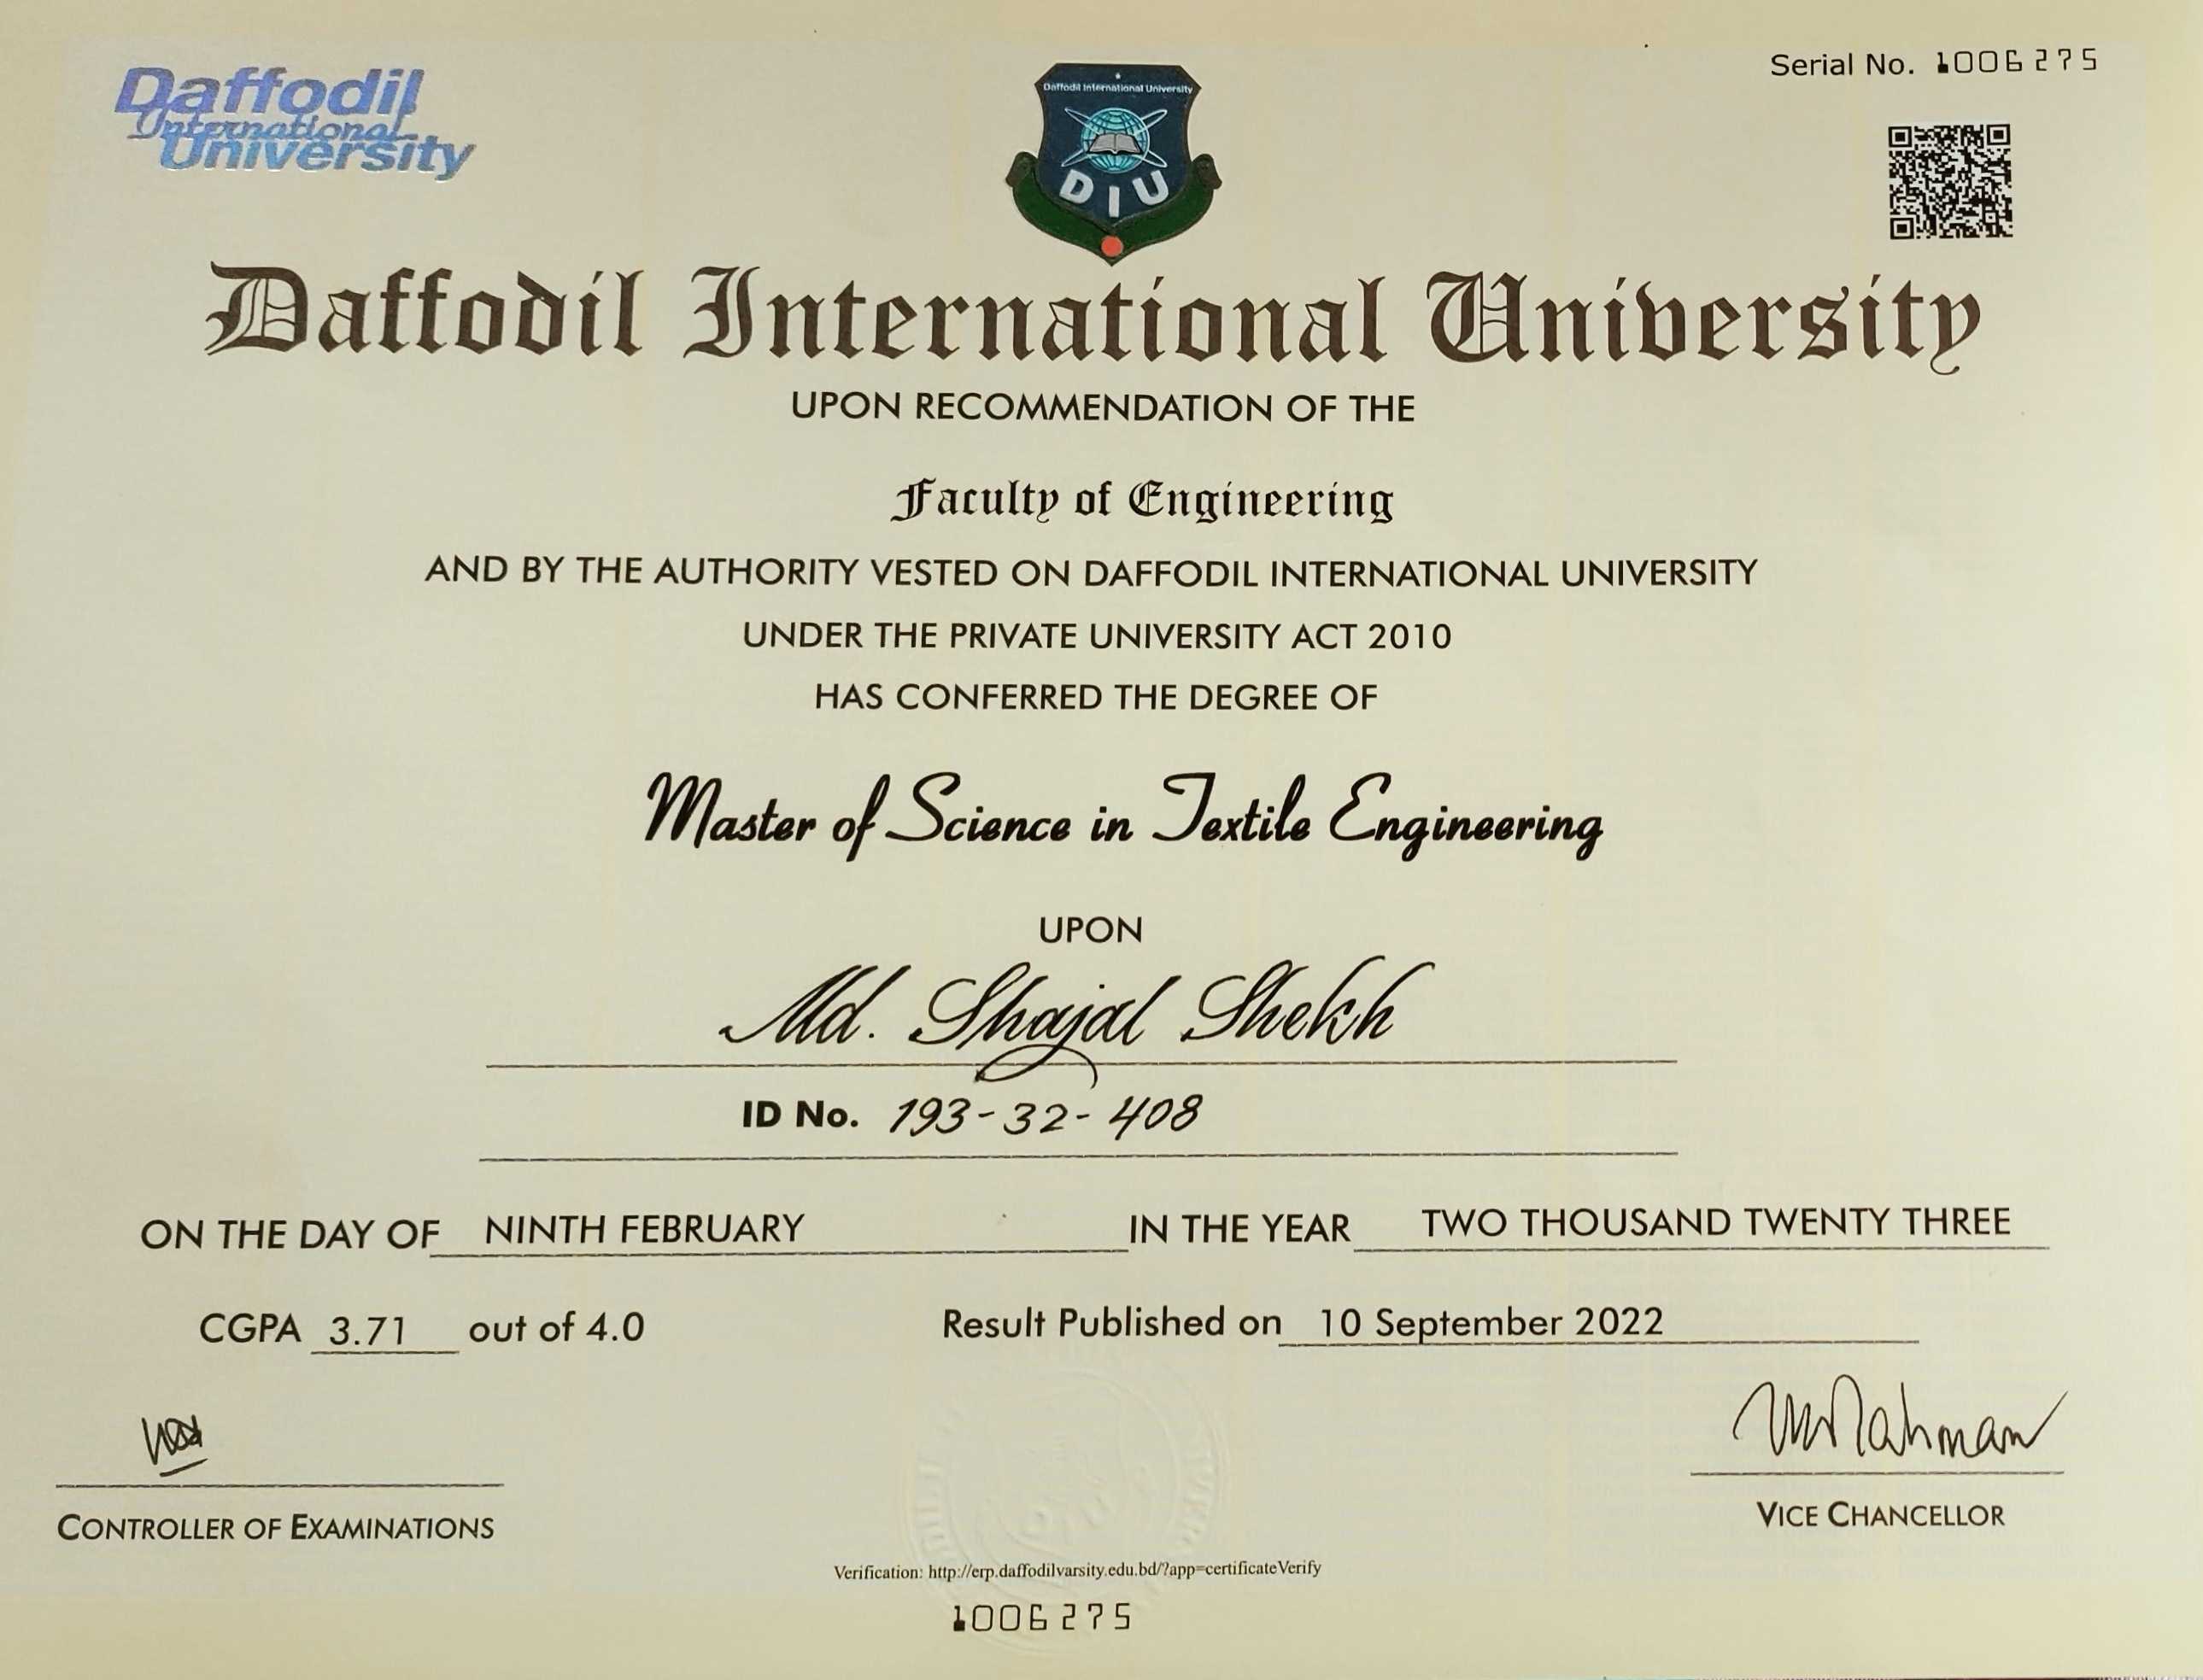 Serial No. 1006275
Daffodil
International
University
Daffodil International University
DIU
Daffodil International University
UPON RECOMMENDATION OF THE
Faculty of Engineering
AND BY THE AUTHORITY VESTED ON DAFFODIL INTERNATIONAL UNIVERSITY
UNDER THE PRIVATE UNIVERSITY ACT 2010
HAS CONFERRED THE DEGREE OF
Master of Science in Textile Engineering
UPON
Md. Shajal Shekh
ID No. 193-32-408
ON THE DAY OF NINTH FEBRUARY IN THE YEAR TWO THOUSAND TWENTY THREE
CGPA 3.71 out of 4.0 Result Published on 10 September 2022
CONTROLLER OF EXAMINATIONS
VICE CHANCELLOR
Verification: http://erp.daffodilvarsity.edu.bd/?app=certificateVerify
1006275